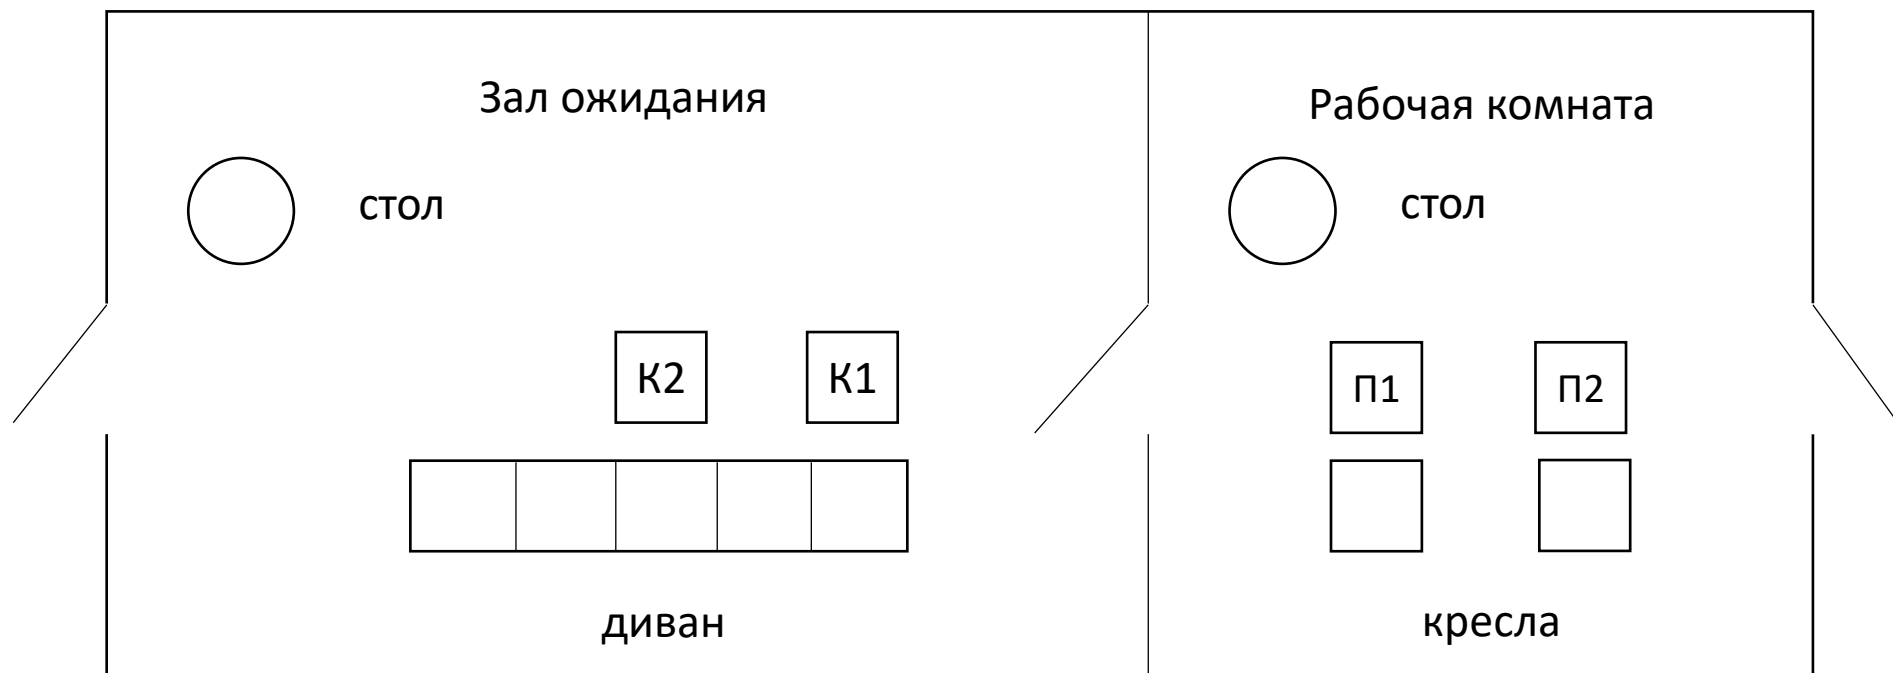 Зал ожидания
Рабочая комната
стол
стол
К2
К1
П1
П2
диван
кресла